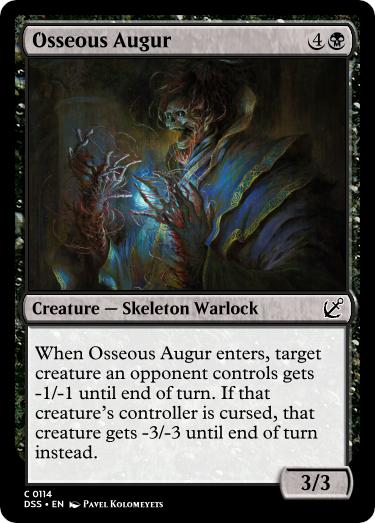 Osseous Augur 4
Creature — Skeleton Warlock
When Osseous Augur enters, target
creature an opponent controls gets
-1/-1 until end of turn. If that
creature's controller is cursed, that
creature gets -3/-3 until end of turn
instead.
3/3
C 0114
DSS • EN Pavel Kolomeyets